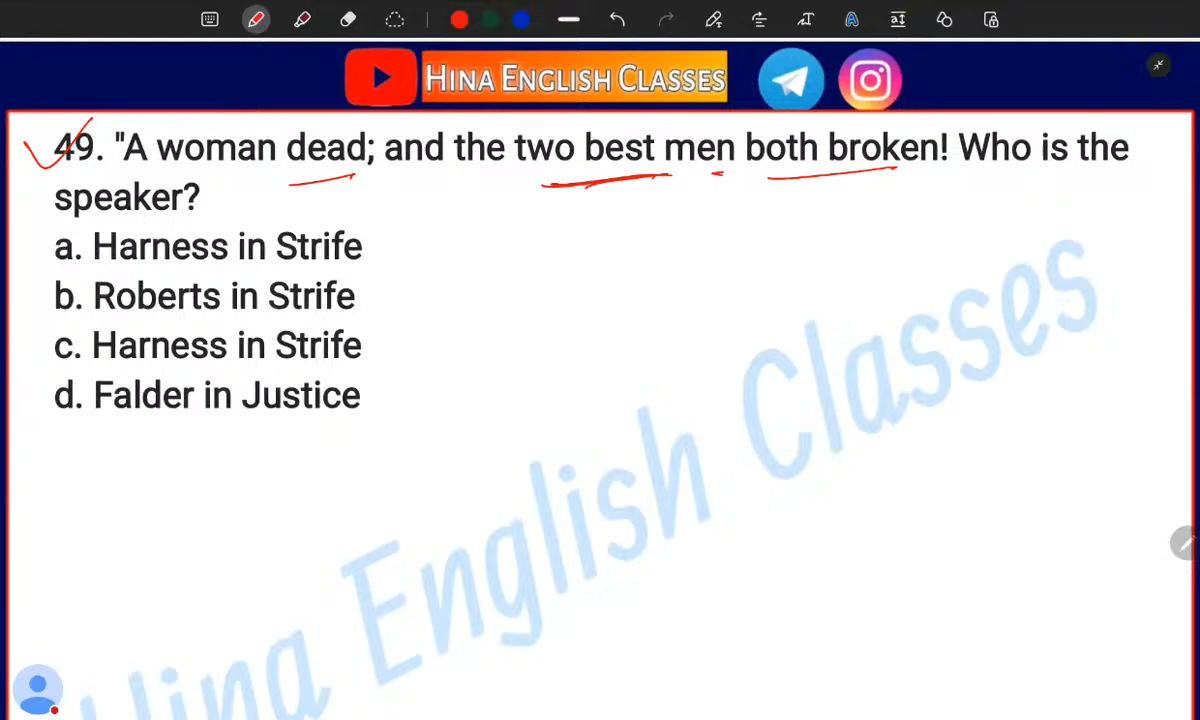 HINA ENGLISH CLASSES
49. "A woman dead; and the two best men both broken! Who is the
speaker?
a. Harness in Strife
b. Roberts in Strife
c. Harness in Strife
d. Falder in Justice
Hina English Classes